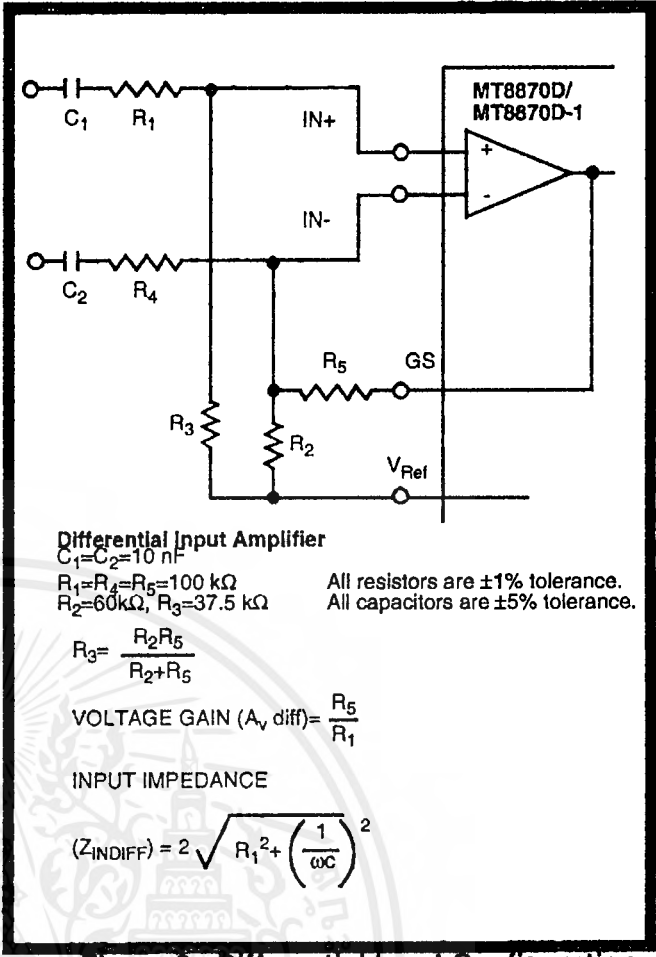 MT8870D/
MT8870D-1
C₁ R₁ IN+
+
-
IN-
C₂ R₄
R₅ GS
R₃ R₂
V_Ref
Differential Input Amplifier
C₁=C₂=10 nF
R₁=R₄=R₅=100 kΩ All resistors are ±1% tolerance.
R₂=60kΩ, R₃=37.5 kΩ All capacitors are ±5% tolerance.
R₃= R₂R₅ / R₂+R₅
VOLTAGE GAIN (Aᵥ diff)= R₅ / R₁
INPUT IMPEDANCE
(Z_INDIFF) = 2 √ R₁²+ (1 / ωc)²